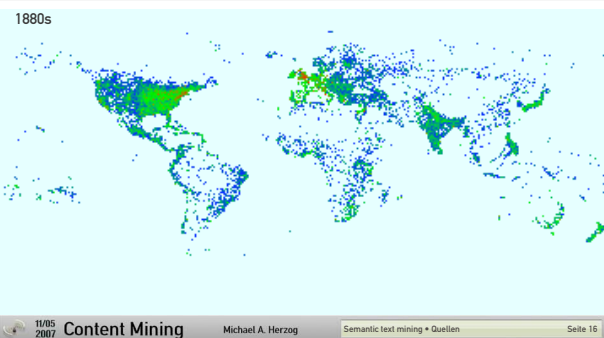 1880s
11/05
2007
Content Mining
Michael A. Herzog
Semantic text mining • Quellen
Seite 16